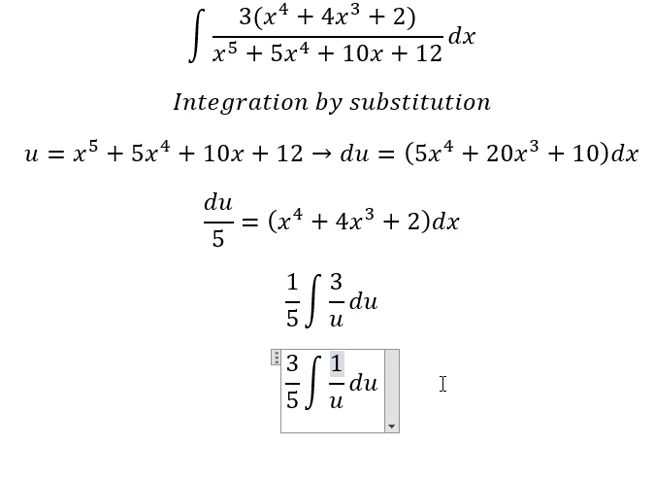 ∫ 3(x⁴ + 4x³ + 2) / x⁵ + 5x⁴ + 10x + 12 dx
Integration by substitution
u = x⁵ + 5x⁴ + 10x + 12 → du = (5x⁴ + 20x³ + 10)dx
du/5 = (x⁴ + 4x³ + 2)dx
1/5 ∫ 3/u du
3/5 ∫ 1/u du